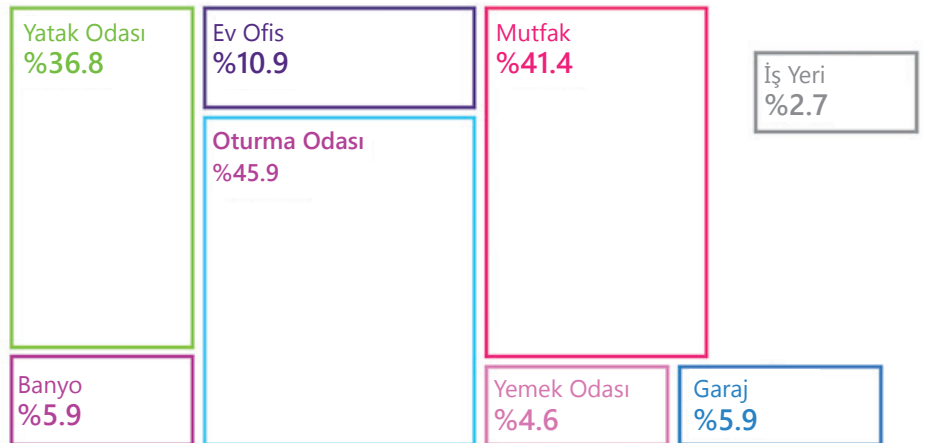 Yatak Odası
%36.8
Ev Ofis
%10.9
Mutfak
%41.4
İş Yeri
%2.7
Oturma Odası
%45.9
Banyo
%5.9
Yemek Odası
%4.6
Garaj
%5.9